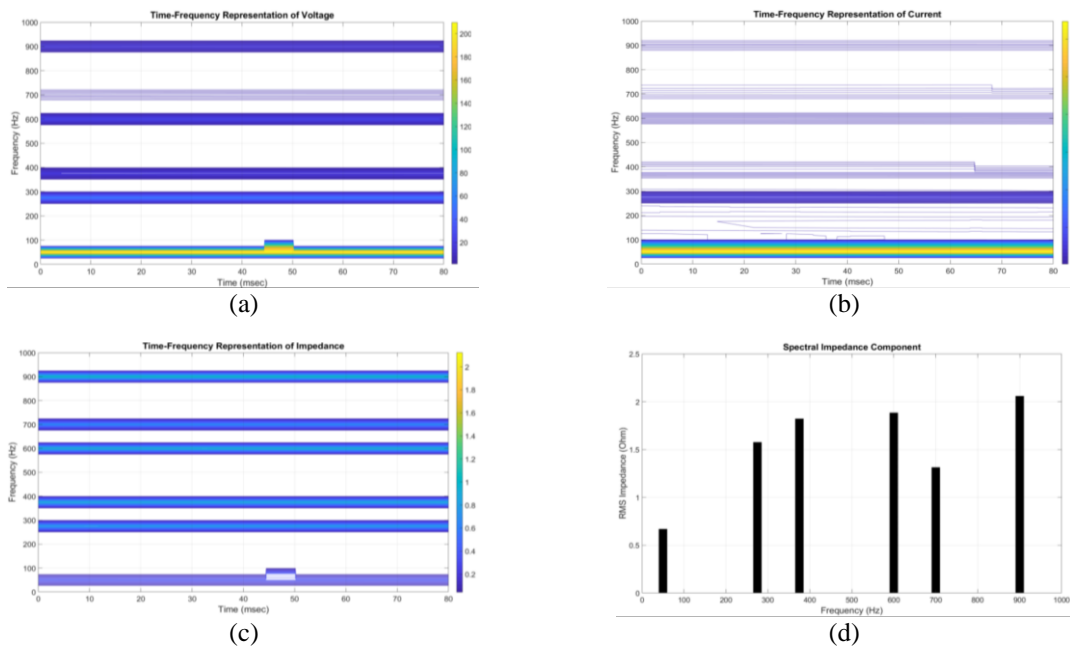 Time-Frequency Representation of Voltage
Frequency (Hz)
1000
900
800
700
600
500
400
300
200
100
0
0 10 20 30 40 50 60 70 80
Time (msec)
200
180
160
140
120
100
80
60
40
20
(a)
Time-Frequency Representation of Current
Frequency (Hz)
1000
900
800
700
600
500
400
300
200
100
0
0 10 20 30 40 50 60 70 80
Time (msec)
(b)
Time-Frequency Representation of Impedance
Frequency (Hz)
1000
900
800
700
600
500
400
300
200
100
0
0 10 20 30 40 50 60 70 80
Time (msec)
2
1.8
1.6
1.4
1.2
1
0.8
0.6
0.4
0.2
(c)
Spectral Impedance Component
RMS Impedance (Ohm)
2.5
2
1.5
1
0.5
0
0 100 200 300 400 500 600 700 800 900 1000
Frequency (Hz)
(d)